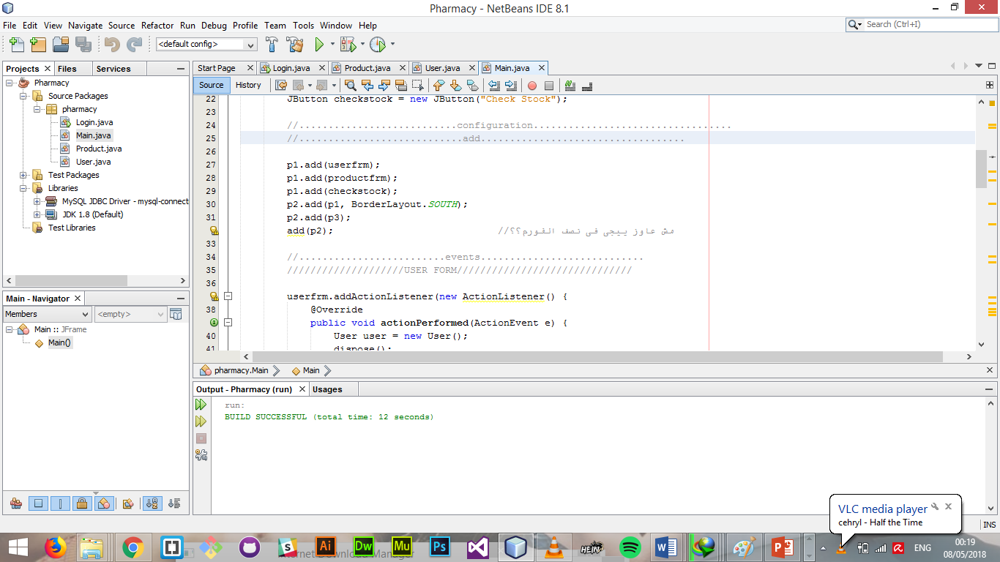 Pharmacy - NetBeans IDE 8.1
File Edit View Navigate Source Refactor Run Debug Profile Team Tools Window Help
Search (Ctrl+I)
<default config>
Projects Files Services
Pharmacy
Source Packages
pharmacy
Login.java
Main.java
Product.java
User.java
Test Packages
Libraries
MySQL JDBC Driver - mysql-connect
JDK 1.8 (Default)
Test Libraries
Main - Navigator
Members <empty>
Main :: JFrame
Main()
Start Page Login.java Product.java User.java Main.java
Source History
22 JButton checkstock = new JButton("Check Stock");
23
24 //...........................configuration..................................
25 //............................add...................................
26
27 p1.add(userfrm);
28 p1.add(productfrm);
29 p1.add(checkstock);
30 p2.add(p1, BorderLayout.SOUTH);
31 p2.add(p3);
add(p2); //مش عاوز ييجى فى نصف الفورم؟؟
33
34 //.........................events............................
35 ////////////////////USER FORM//////////////////////////////
36
userfrm.addActionListener(new ActionListener() {
38 @Override
public void actionPerformed(ActionEvent e) {
40 User user = new User();
41 dispose();
pharmacy.Main Main
Output - Pharmacy (run) Usages
run:
BUILD SUCCESSFUL (total time: 12 seconds)
INS
VLC media player
cehryl - Half the Time
Internet Download Manager
Ai Dw Mu Ps
HEIN
ENG
00:19
08/05/2018